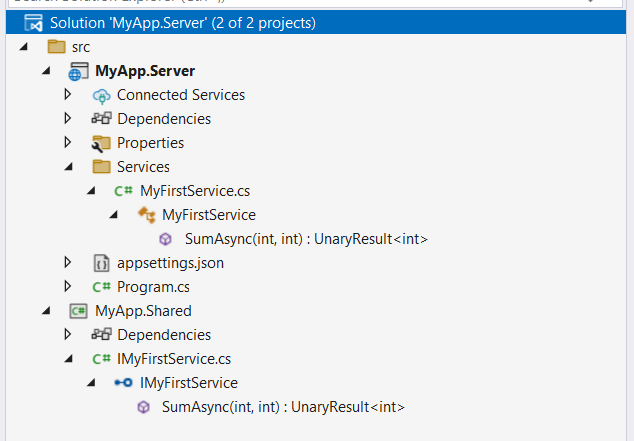 Solution 'MyApp.Server' (2 of 2 projects)
src
MyApp.Server
Connected Services
Dependencies
Properties
Services
C# MyFirstService.cs
MyFirstService
SumAsync(int, int) : UnaryResult<int>
appsettings.json
C# Program.cs
C# MyApp.Shared
Dependencies
C# IMyFirstService.cs
IMyFirstService
SumAsync(int, int) : UnaryResult<int>